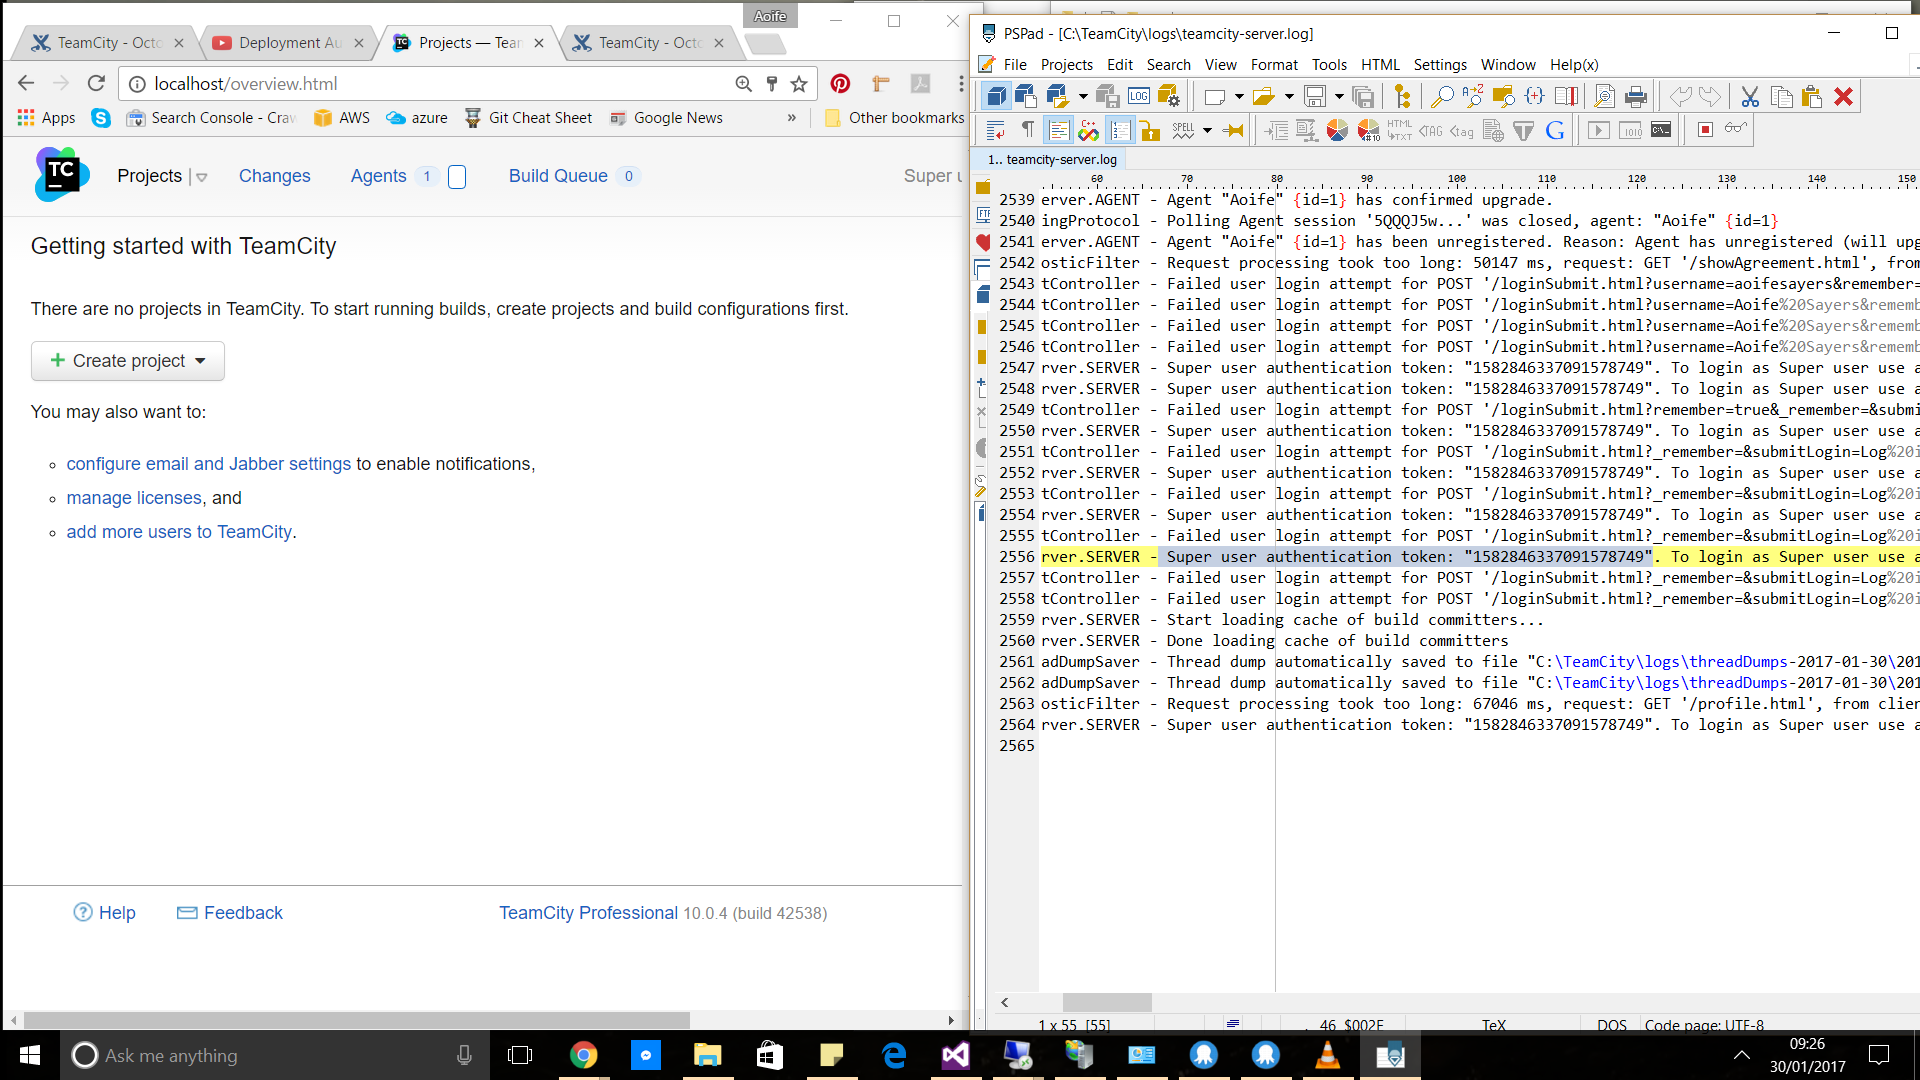 Aoife
TeamCity - Octo
Deployment Au
Projects — Tean
TeamCity - Octo
localhost/overview.html
Apps
Search Console - Craw
AWS
azure
Git Cheat Sheet
Google News
»
Other bookmarks
TC
Projects
Changes
Agents 1
Build Queue 0
Super u
Getting started with TeamCity
There are no projects in TeamCity. To start running builds, create projects and build configurations first.
+ Create project
You may also want to:
configure email and Jabber settings to enable notifications,
manage licenses, and
add more users to TeamCity.
Help
Feedback
TeamCity Professional 10.0.4 (build 42538)
PSPad - [C:\TeamCity\logs\teamcity-server.log]
File Projects Edit Search View Format Tools HTML Settings Window Help(x)
1.. teamcity-server.log
60 70 80 90 100 110 120 130 140 150
2539 erver.AGENT - Agent "Aoife" {id=1} has confirmed upgrade.
2540 ingProtocol - Polling Agent session '5QQQJ5w...' was closed, agent: "Aoife" {id=1}
2541 erver.AGENT - Agent "Aoife" {id=1} has been unregistered. Reason: Agent has unregistered (will upg
2542 osticFilter - Request processing took too long: 50147 ms, request: GET '/showAgreement.html', from
2543 tController - Failed user login attempt for POST '/loginSubmit.html?username=aoifesayers&remember=
2544 tController - Failed user login attempt for POST '/loginSubmit.html?username=Aoife%20Sayers&rememb
2545 tController - Failed user login attempt for POST '/loginSubmit.html?username=Aoife%20Sayers&rememb
2546 tController - Failed user login attempt for POST '/loginSubmit.html?username=Aoife%20Sayers&rememb
2547 rver.SERVER - Super user authentication token: "1582846337091578749". To login as Super user use a
2548 rver.SERVER - Super user authentication token: "1582846337091578749". To login as Super user use a
2549 tController - Failed user login attempt for POST '/loginSubmit.html?remember=true&_remember=&submi
2550 rver.SERVER - Super user authentication token: "1582846337091578749". To login as Super user use a
2551 tController - Failed user login attempt for POST '/loginSubmit.html?_remember=&submitLogin=Log%20i
2552 rver.SERVER - Super user authentication token: "1582846337091578749". To login as Super user use a
2553 tController - Failed user login attempt for POST '/loginSubmit.html?_remember=&submitLogin=Log%20i
2554 rver.SERVER - Super user authentication token: "1582846337091578749". To login as Super user use a
2555 tController - Failed user login attempt for POST '/loginSubmit.html?_remember=&submitLogin=Log%20i
2556 rver.SERVER - Super user authentication token: "1582846337091578749". To login as Super user use a
2557 tController - Failed user login attempt for POST '/loginSubmit.html?_remember=&submitLogin=Log%20i
2558 tController - Failed user login attempt for POST '/loginSubmit.html?_remember=&submitLogin=Log%20i
2559 rver.SERVER - Start loading cache of build committers...
2560 rver.SERVER - Done loading cache of build committers
2561 adDumpSaver - Thread dump automatically saved to file "C:\TeamCity\logs\threadDumps-2017-01-30\201
2562 adDumpSaver - Thread dump automatically saved to file "C:\TeamCity\logs\threadDumps-2017-01-30\201
2563 osticFilter - Request processing took too long: 67046 ms, request: GET '/profile.html', from clien
2564 rver.SERVER - Super user authentication token: "1582846337091578749". To login as Super user use a
2565
1 x 55 [55]
46 $002E
TeX
DOS
Code page: UTF-8
Ask me anything
09:26
30/01/2017